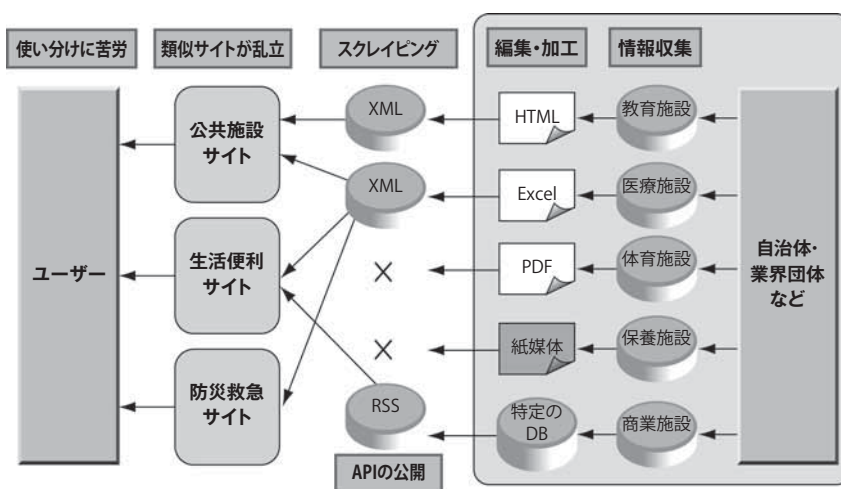 使い分けに苦労
類似サイトが乱立
スクレイピング
編集・加工
情報収集
ユーザー
公共施設
サイト
生活便利
サイト
防災救急
サイト
XML
XML
×
×
RSS
APIの公開
HTML
Excel
PDF
紙媒体
特定の
DB
教育施設
医療施設
体育施設
保養施設
商業施設
自治体・
業界団体
など